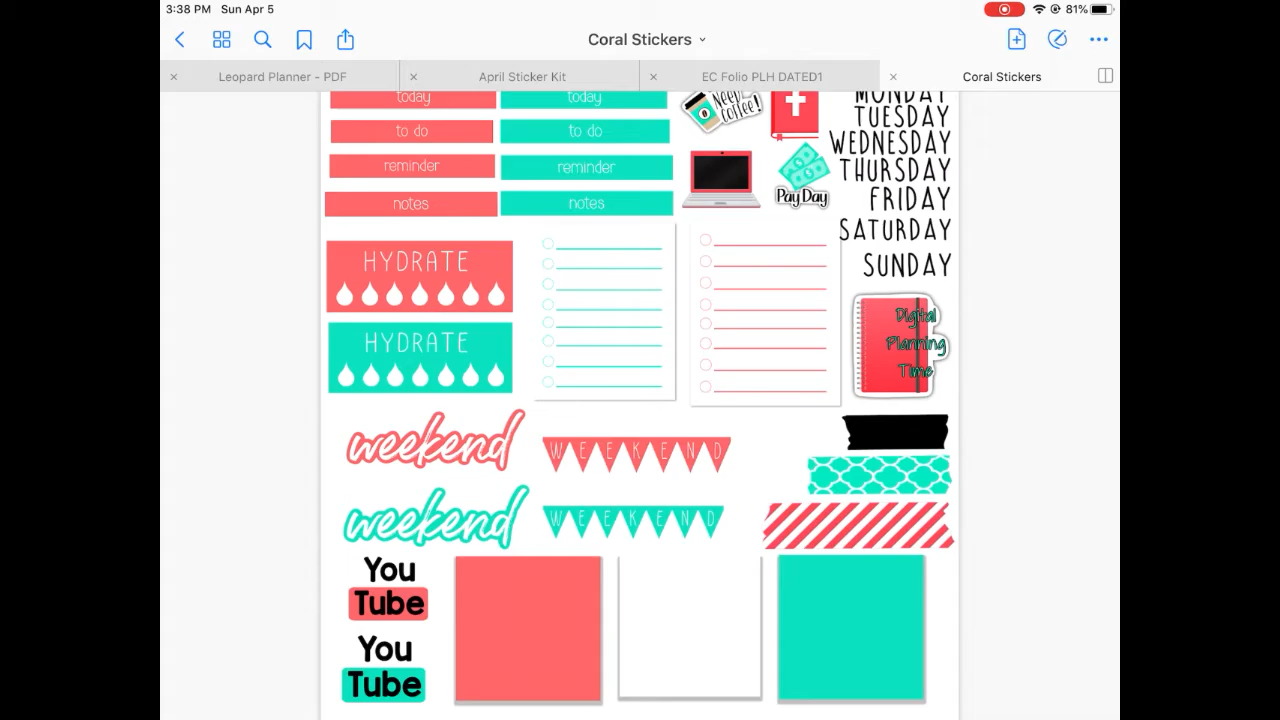 3:38 PM Sun Apr 5
81%
Coral Stickers
Leopard Planner - PDF
April Sticker Kit
EC Folio PLH DATED1
Coral Stickers
today
today
Need
Coffee!
MONDAY
TUESDAY
to do
to do
WEDNESDAY
reminder
reminder
THURSDAY
PayDay
FRIDAY
notes
notes
SATURDAY
HYDRATE
SUNDAY
Digital
Planning
Time
HYDRATE
weekend
WEEKEND
weekend
WEEKEND
You
Tube
You
Tube